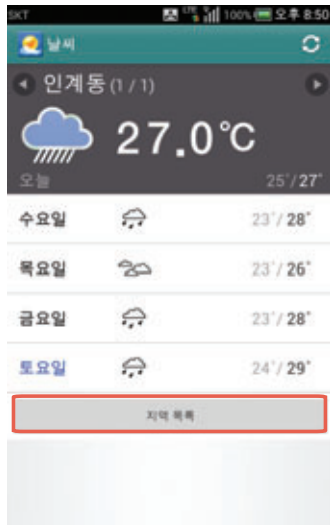 SKT LTE 100% 오후 8:50
날씨
인계동 (1 / 1)
27.0℃
오늘 25˚/27˚
수요일 23˚/ 28˚
목요일 23˚/ 26˚
금요일 23˚/ 28˚
토요일 24˚/ 29˚
지역 목록